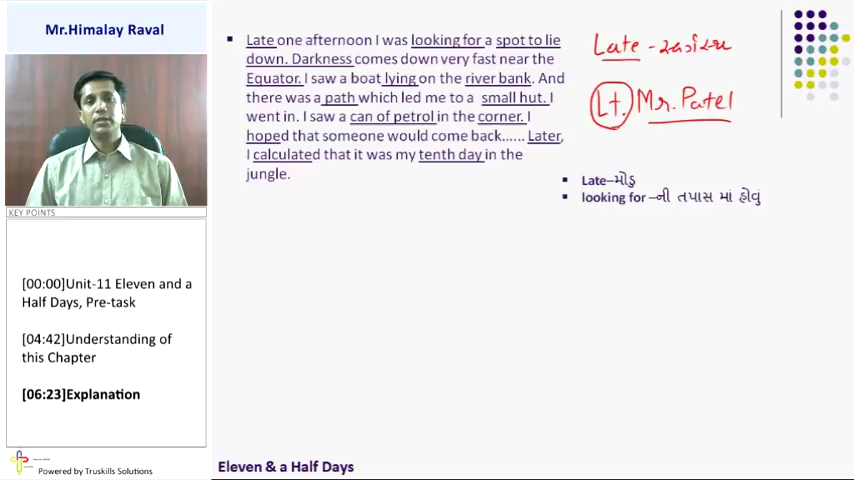 Mr.Himalay Raval
▪ Late one afternoon I was looking for a spot to lie
down. Darkness comes down very fast near the
Equator. I saw a boat lying on the river bank. And
there was a path which led me to a small hut. I
went in. I saw a can of petrol in the corner. I
hoped that someone would come back...... Later,
I calculated that it was my tenth day in the
jungle.
Late -
Lt. Mr. Patel
▪ Late–મોડુ
▪ looking for –ની તપાસ માં હોવું
KEY POINTS
[00:00]Unit-11 Eleven and a
Half Days, Pre-task
[04:42]Understanding of
this Chapter
[06:23]Explanation
Powered by Truskills Solutions
Eleven & a Half Days